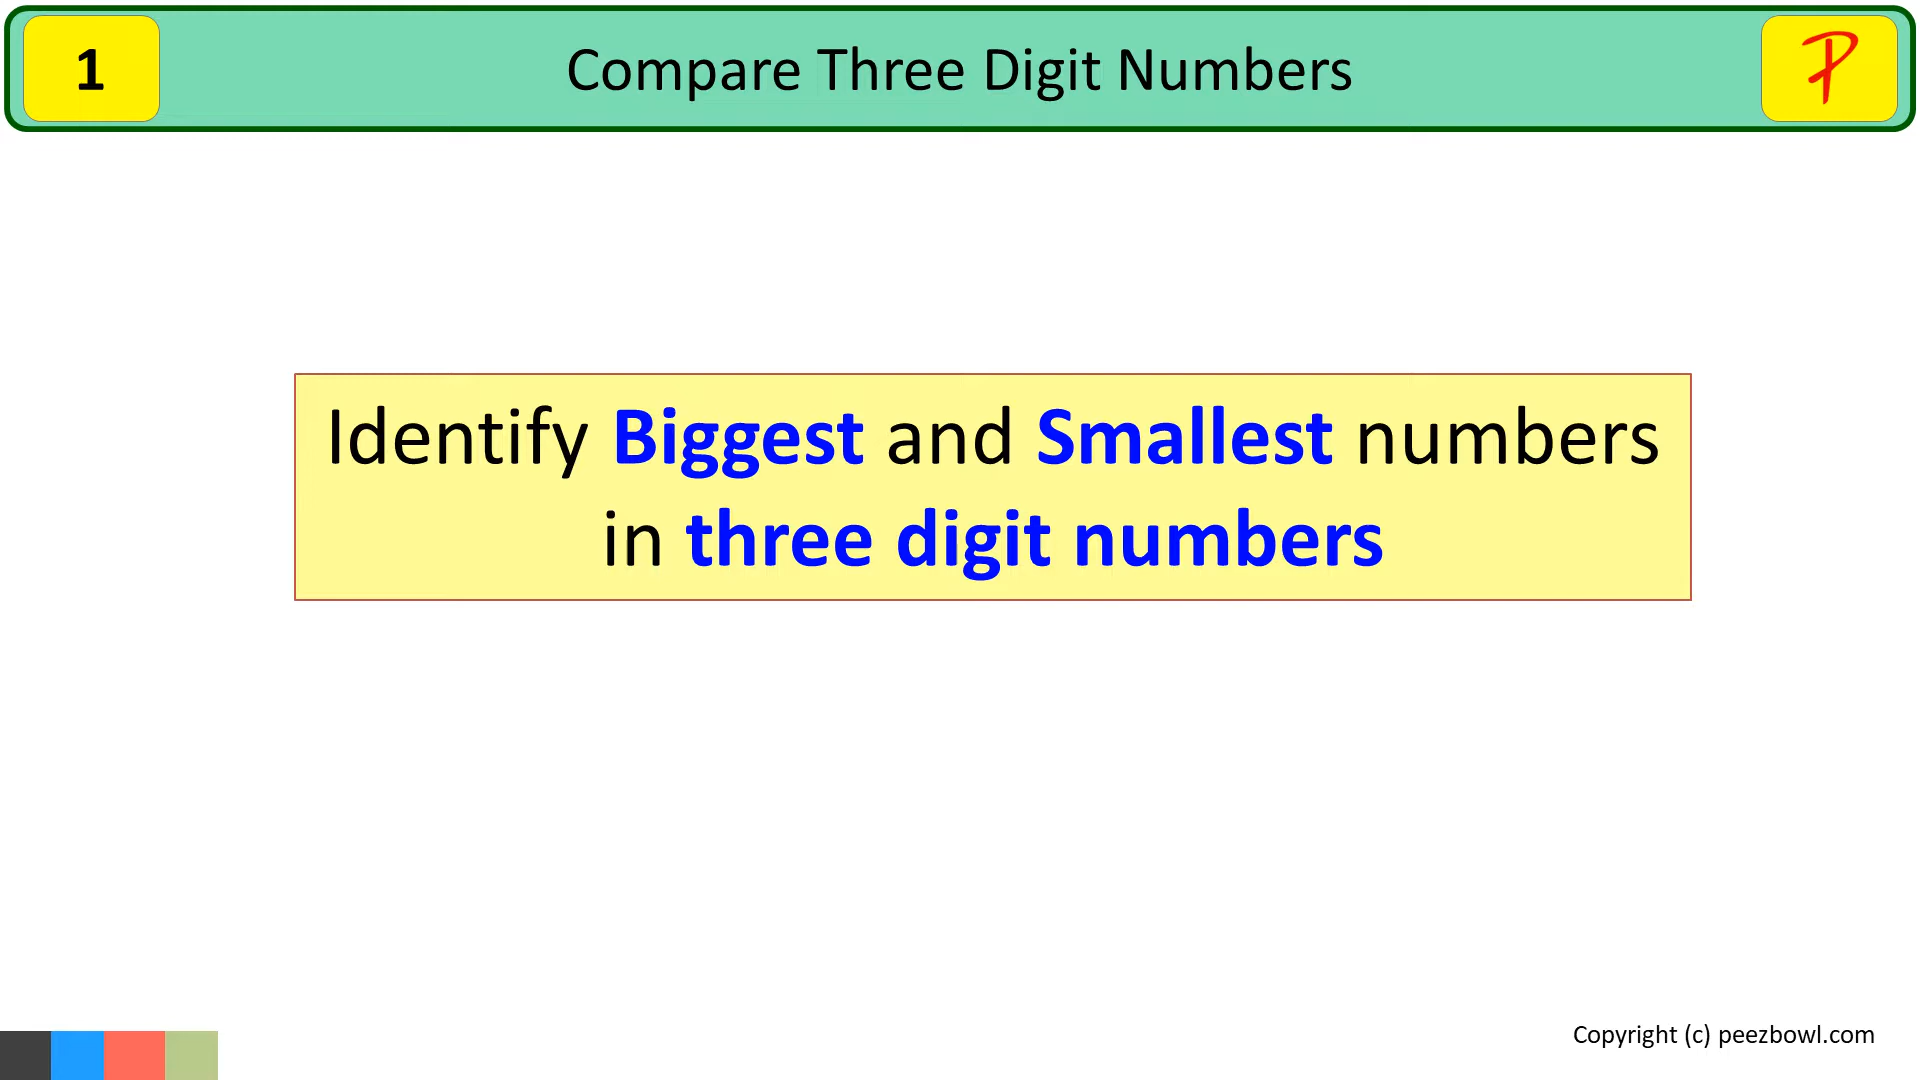 1
Compare Three Digit Numbers
P
Identify Biggest and Smallest numbers
in three digit numbers
Copyright (c) peezbowl.com